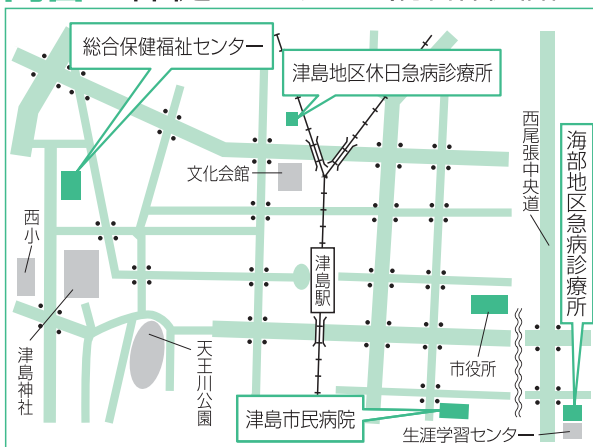 総合保健福祉センター
津島地区休日急病診療所
西尾張中央道
海部地区急病診療所
文化会館
西小
津島駅
津島神社
天王川公園
市役所
津島市民病院
生涯学習センター